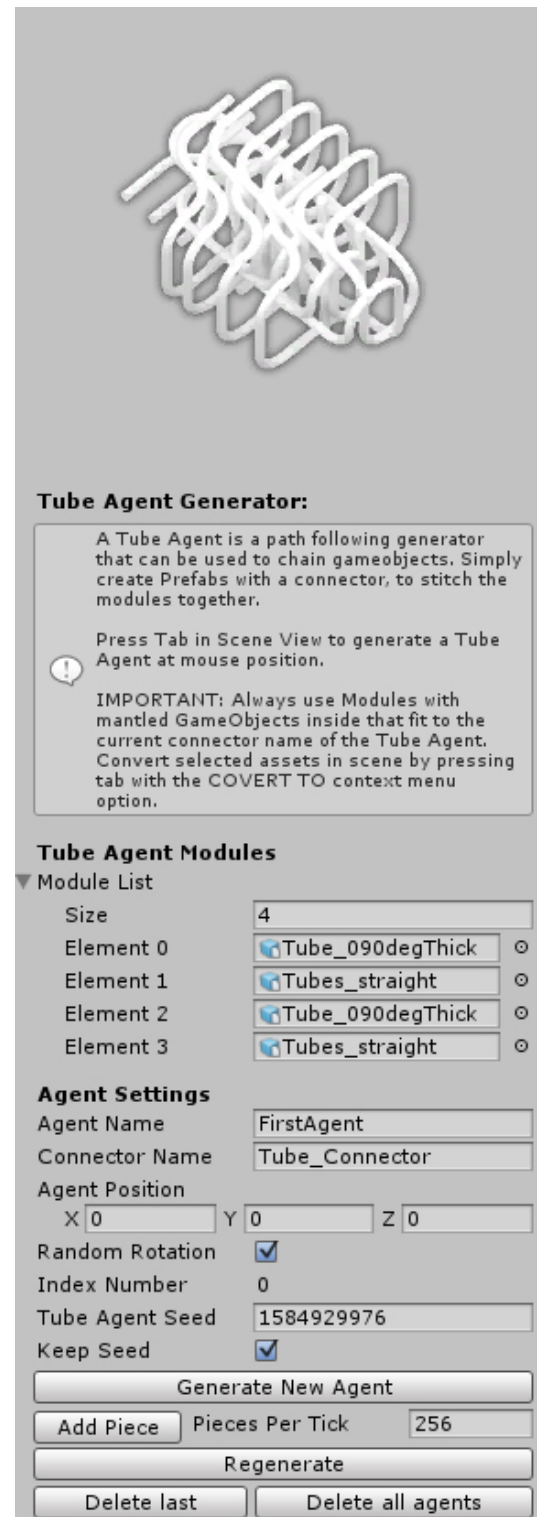 Tube Agent Generator:
A Tube Agent is a path following generator
that can be used to chain gameobjects. Simply
create Prefabs with a connector, to stitch the
modules together.
Press Tab in Scene View to generate a Tube
Agent at mouse position.
IMPORTANT: Always use Modules with
mantled GameObjects inside that fit to the
current connector name of the Tube Agent.
Convert selected assets in scene by pressing
tab with the COVERT TO context menu
option.
Tube Agent Modules
Module List
Size 4
Element 0 Tube_090degThick
Element 1 Tubes_straight
Element 2 Tube_090degThick
Element 3 Tubes_straight
Agent Settings
Agent Name FirstAgent
Connector Name Tube_Connector
Agent Position
X 0 Y 0 Z 0
Random Rotation
Index Number 0
Tube Agent Seed 1584929976
Keep Seed
Generate New Agent
Add Piece Pieces Per Tick 256
Regenerate
Delete last Delete all agents